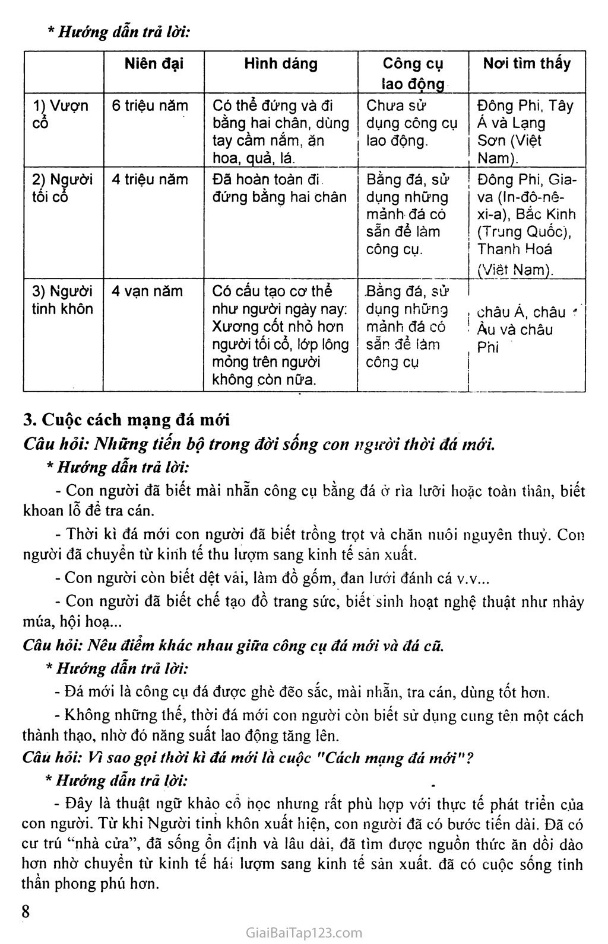 * Hướng dẫn trả lời:
Niên đại Hình dáng Công cụ lao động Nơi tìm thấy
1) Vượn cổ
6 triệu năm
Có thể đứng và đi
bằng hai chân, dùng
tay cầm nắm, ăn
hoa, quả, lá.
Chưa sử
dụng công cụ
lao động.
Đông Phi, Tây
Á và Lạng
Sơn (Việt
Nam).
2) Người
tối cổ
4 triệu năm
Đã hoàn toàn đi
đứng bằng hai chân
Bằng đá, sử
dụng những
mảnh đá có
sẵn để làm
công cụ.
Đông Phi, Gia-
va (In-đô-nê-
xi-a), Bắc Kinh
(Trung Quốc),
Thanh Hoá
(Việt Nam).
3) Người
tinh khôn
4 vạn năm
Có cấu tạo cơ thể
như người ngày nay:
Xương cốt nhỏ hơn
người tối cổ, lớp lông
mỏng trên người
không còn nữa.
Bằng đá, sử
dụng những
mảnh đá có
sẵn để làm
công cụ
châu Á, châu
Âu và châu
Phi
3. Cuộc cách mạng đá mới
Câu hỏi: Những tiến bộ trong đời sống con người thời đá mới.
* Hướng dẫn trả lời:
- Con người đã biết mài nhẵn công cụ bằng đá ở rìa lưỡi hoặc toàn thân, biết
khoan lỗ để tra cán.
- Thời kì đá mới con người đã biết trồng trọt và chăn nuôi nguyên thuỷ. Con
người đã chuyển từ kinh tế thu lượm sang kinh tế sản xuất.
- Con người còn biết dệt vải, làm đồ gốm, đan lưới đánh cá v.v...
- Con người đã biết chế tạo đồ trang sức, biết sinh hoạt nghệ thuật như nhảy
múa, hội hoạ...
Câu hỏi: Nêu điểm khác nhau giữa công cụ đá mới và đá cũ.
* Hướng dẫn trả lời:
- Đá mới là công cụ đá được ghè đẽo sắc, mài nhẵn, tra cán, dùng tốt hơn.
- Không những thế, thời đá mới con người còn biết sử dụng cung tên một cách
thành thạo, nhờ đó năng suất lao động tăng lên.
Câu hỏi: Vì sao gọi thời kì đá mới là cuộc "Cách mạng đá mới"?
* Hướng dẫn trả lời:
- Đây là thuật ngữ khảo cổ học nhưng rất phù hợp với thực tế phát triển của
con người. Từ khi Người tinh khôn xuất hiện, con người đã có bước tiến dài. Đã có
cư trú “nhà cửa”, đã sống ổn định và lâu dài, đã tìm được nguồn thức ăn dồi dào
hơn nhờ chuyển từ kinh tế hái lượm sang kinh tế sản xuất. đã có cuộc sống tinh
thần phong phú hơn.
8
GiaiBaiTap123.com